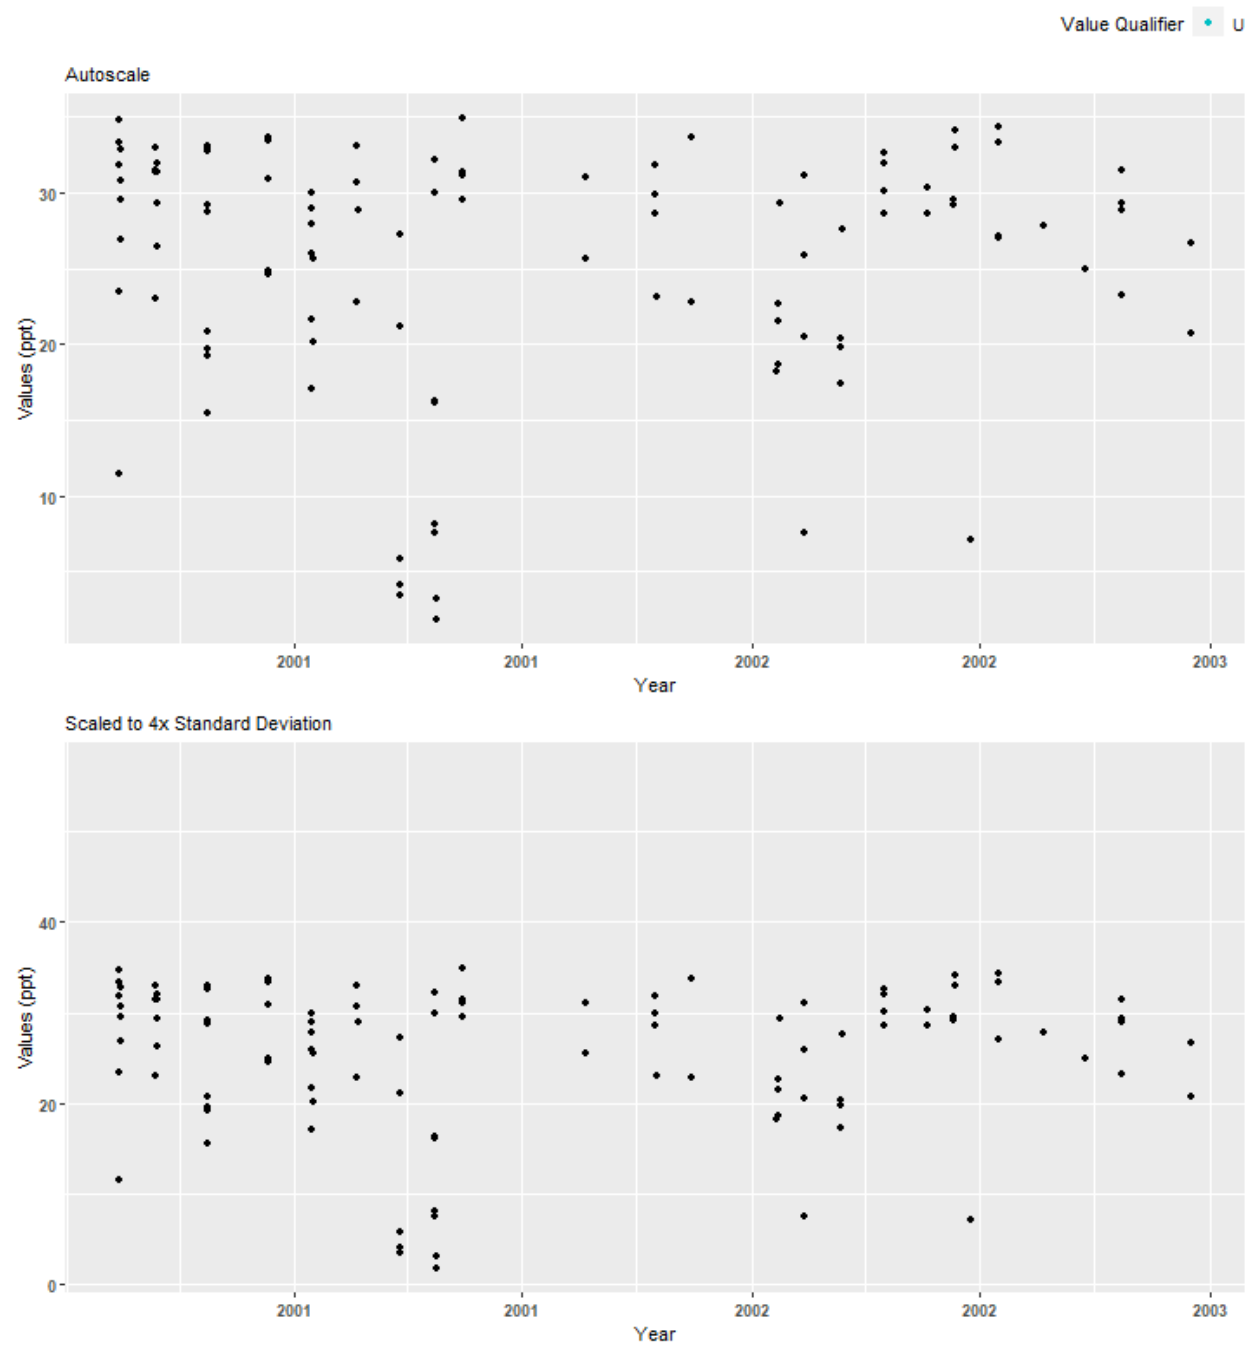 Value Qualifier U
Autoscale
Values (ppt)
30
20
10
2001 2001 2002 2002 2003
Year
Scaled to 4x Standard Deviation
Values (ppt)
40
20
0
2001 2001 2002 2002 2003
Year